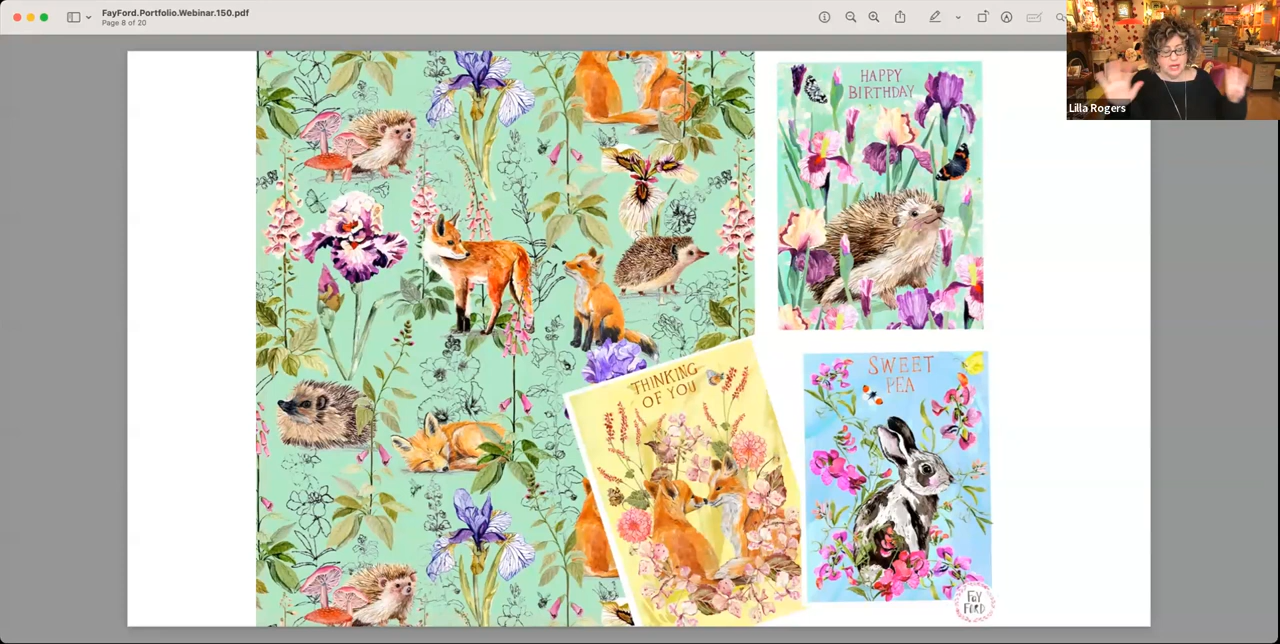 FayFord.Portfolio.Webinar.150.pdf
Page 8 of 20
Lilla Rogers
HAPPY
BIRTHDAY
THINKING
OF YOU
SWEET
PEA
FAY
FORD